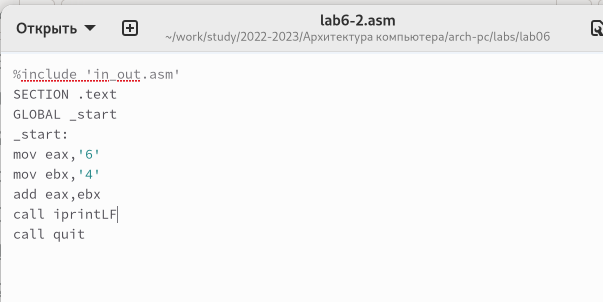 Открыть
lab6-2.asm
~/work/study/2022-2023/Архитектура компьютера/arch-pc/labs/lab06
%include 'in_out.asm'
SECTION .text
GLOBAL _start
_start:
mov eax,'6'
mov ebx,'4'
add eax,ebx
call iprintLF
call quit